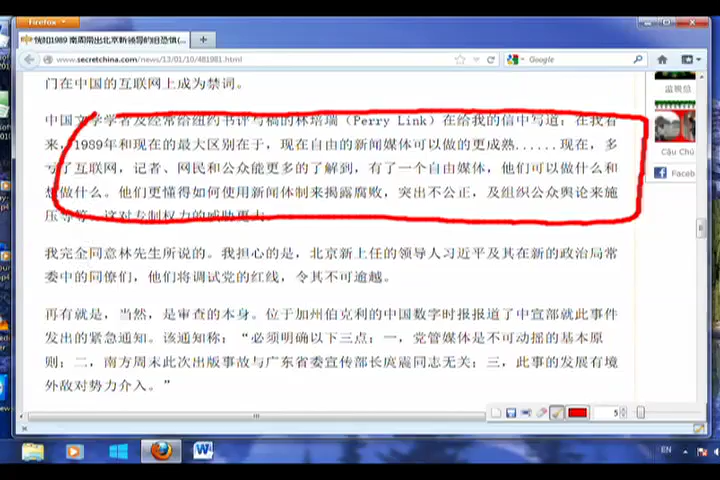 Firefox
恍如1989 南周带出北京新领导的旧恐惧(...
www.secretchina.com/news/13/01/10/481981.html
Google
门在中国的互联网上成为禁词。
中国文学学者及经常给纽约书评写稿的林培瑞（Perry Link）在给我的信中写道：在我看
来，1989年和现在的最大区别在于，现在自由的新闻媒体可以做的更成熟......现在，多
亏了互联网，记者、网民和公众能更多的了解到，有了一个自由媒体，他们可以做什么和
想做什么。他们更懂得如何使用新闻体制来揭露腐败，突出不公正，及组织公众舆论来施
压等等，这对专制权力的威胁更大。
我完全同意林先生所说的。我担心的是，北京新上任的领导人习近平及其在新的政治局常
委中的同僚们，他们将调试党的红线，令其不可逾越。
再有就是，当然，是审查的本身。位于加州伯克利的中国数字时报报道了中宣部就此事件
发出的紧急通知。该通知称：“必须明确以下三点：一，党管媒体是不可动摇的基本原
则；二，南方周末此次出版事故与广东省委宣传部长庹震同志无关；三，此事的发展有境
外敌对势力介入。”
Cậu Chủ
Faceb
5
EN